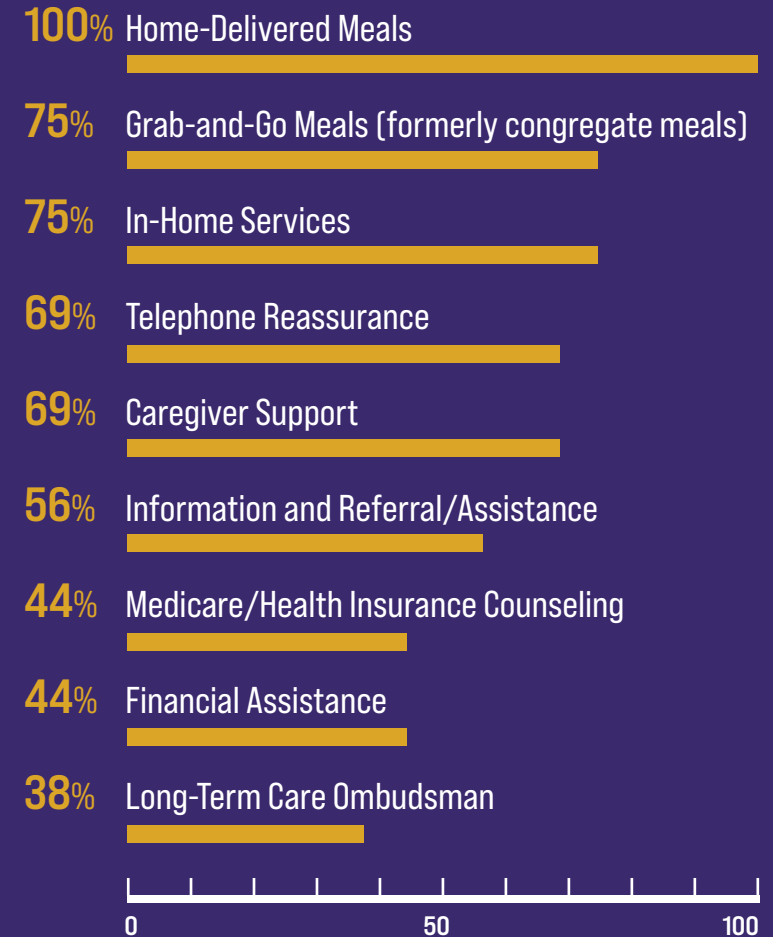 100% Home-Delivered Meals
75% Grab-and-Go Meals (formerly congregate meals)
75% In-Home Services
69% Telephone Reassurance
69% Caregiver Support
56% Information and Referral/Assistance
44% Medicare/Health Insurance Counseling
44% Financial Assistance
38% Long-Term Care Ombudsman
0 50 100